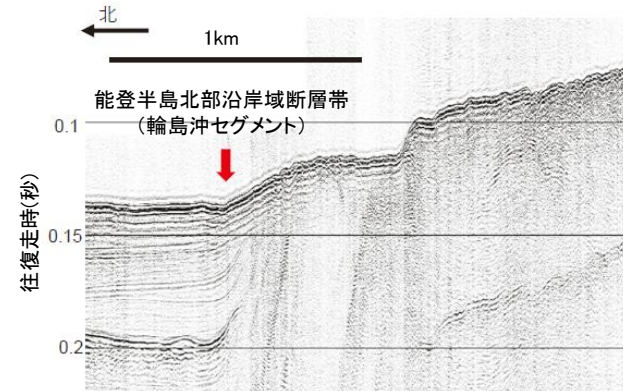 北
1km
能登半島北部沿岸域断層帯
(輪島沖セグメント)
往復走時(秒)
0.1
0.15
0.2